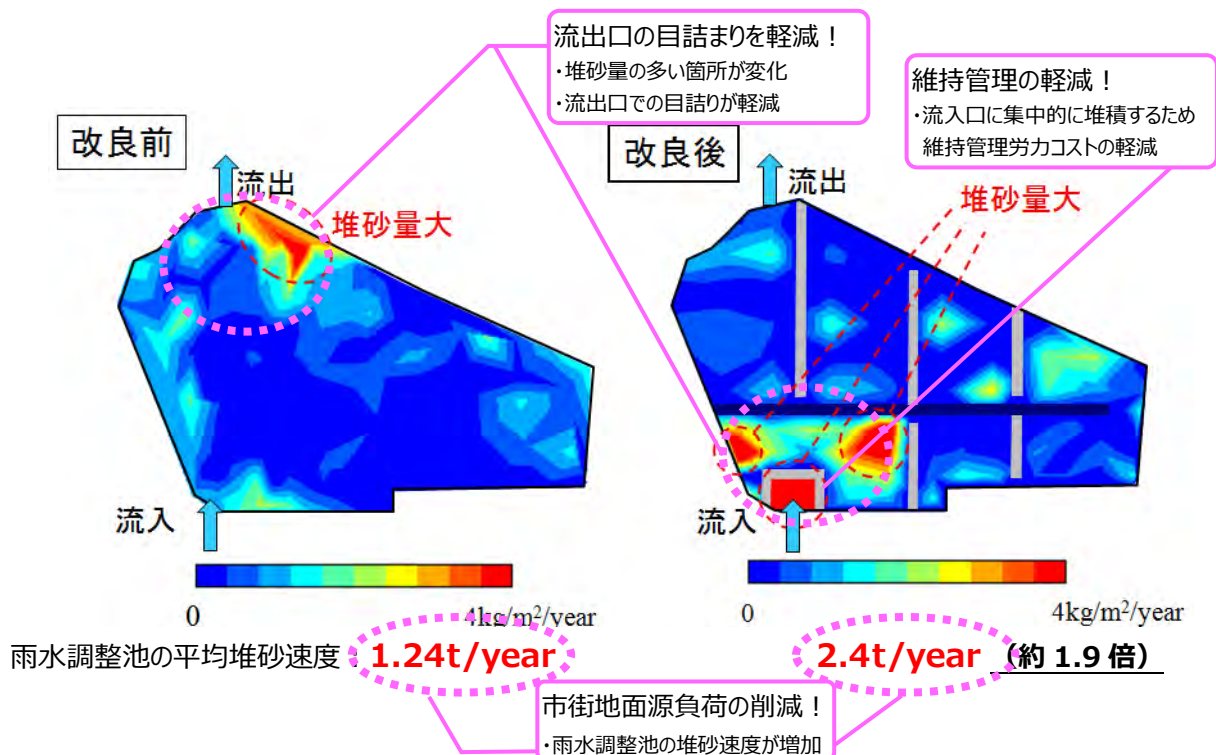 流出口の目詰まりを軽減！
・堆砂量の多い箇所が変化
・流出口での目詰りが軽減
維持管理の軽減！
・流入口に集中的に堆積するため
維持管理労力コストの軽減
改良前
流出
堆砂量大
流入
0
4kg/m²/year
改良後
流出
堆砂量大
流入
0
4kg/m²/year
雨水調整池の平均堆砂速度：1.24t/year
2.4t/year （約 1.9 倍）
市街地面源負荷の削減！
・雨水調整池の堆砂速度が増加